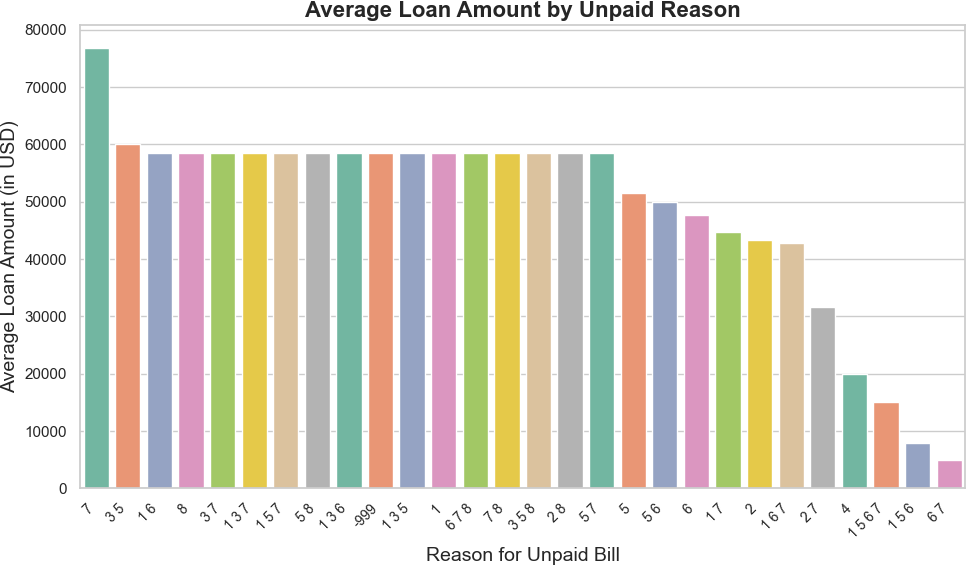 Average Loan Amount by Unpaid Reason
Average Loan Amount (in USD)
80000
70000
60000
50000
40000
30000
20000
10000
0
7
3 5
1 6
8
3 7
1 3 7
1 5 7
5 8
1 3 6
-999
1 3 5
1
6 7 8
7 8
3 5 8
2 8
5 7
5
5 6
6
1 7
2
1 6 7
2 7
4
1 5 6 7
1 5 6
6 7
Reason for Unpaid Bill